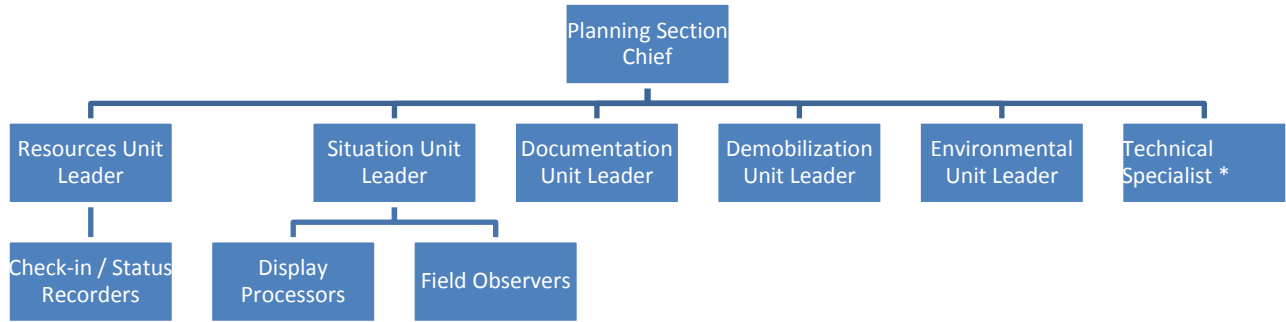 Planning Section
Chief
Resources Unit
Leader
Situation Unit
Leader
Documentation
Unit Leader
Demobilization
Unit Leader
Environmental
Unit Leader
Technical
Specialist *
Check-in / Status
Recorders
Display
Processors
Field Observers